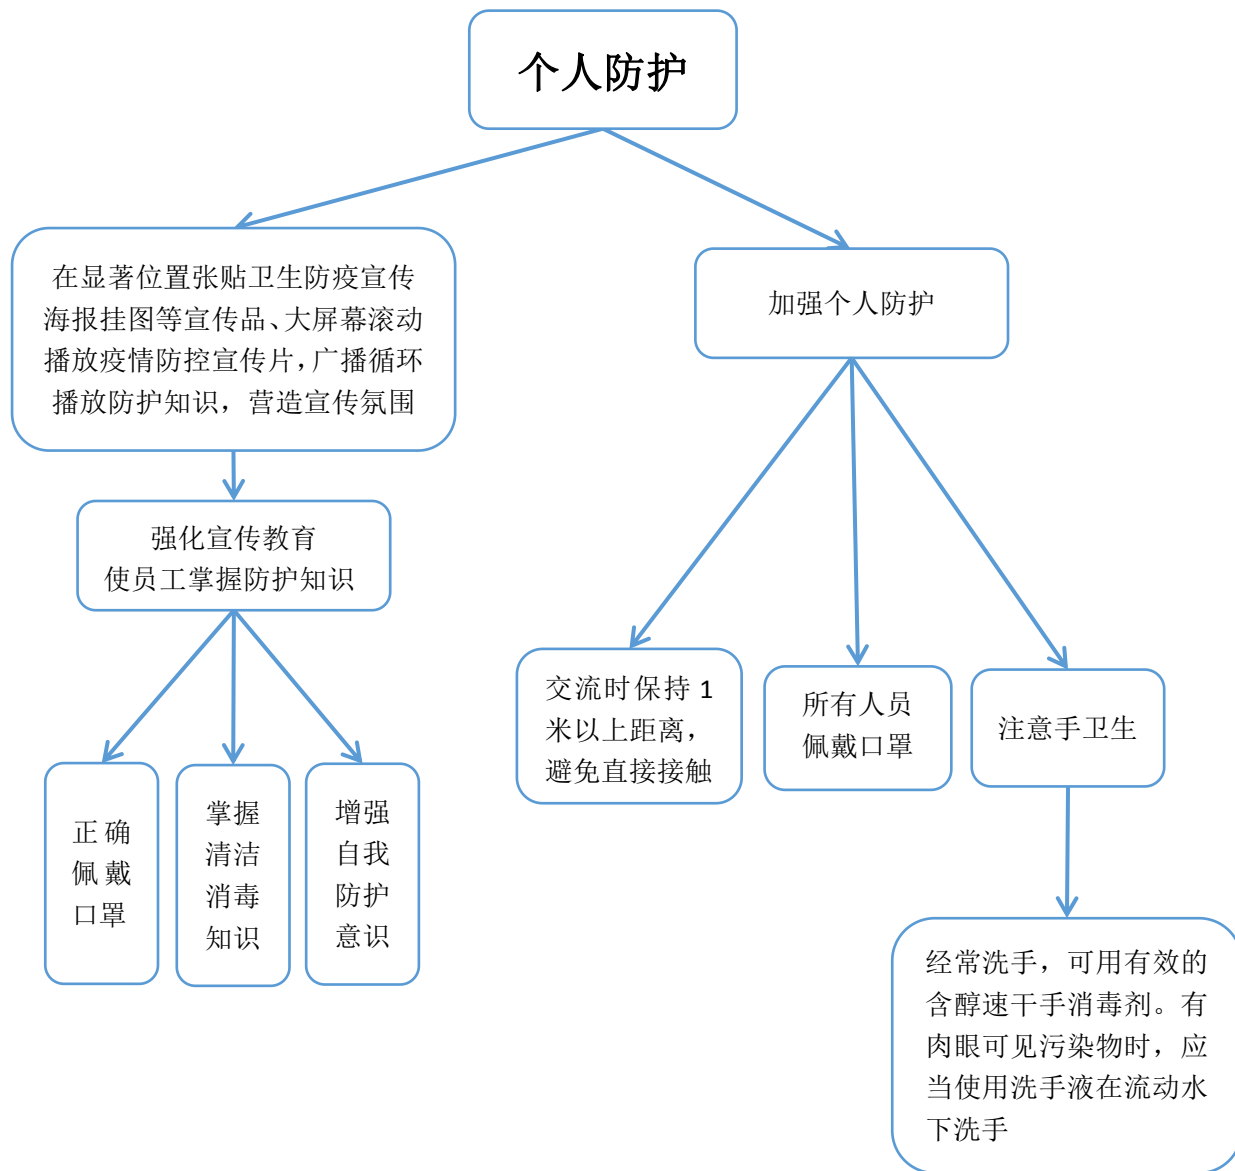 个人防护
在显著位置张贴卫生防疫宣传
海报挂图等宣传品、大屏幕滚动
播放疫情防控宣传片，广播循环
播放防护知识，营造宣传氛围
加强个人防护
强化宣传教育
使员工掌握防护知识
交流时保持 1
米以上距离，
避免直接接触
所有人员
佩戴口罩
注意手卫生
正确
佩戴
口罩
掌握
清洁
消毒
知识
增强
自我
防护
意识
经常洗手，可用有效的
含醇速干手消毒剂。有
肉眼可见污染物时，应
当使用洗手液在流动水
下洗手